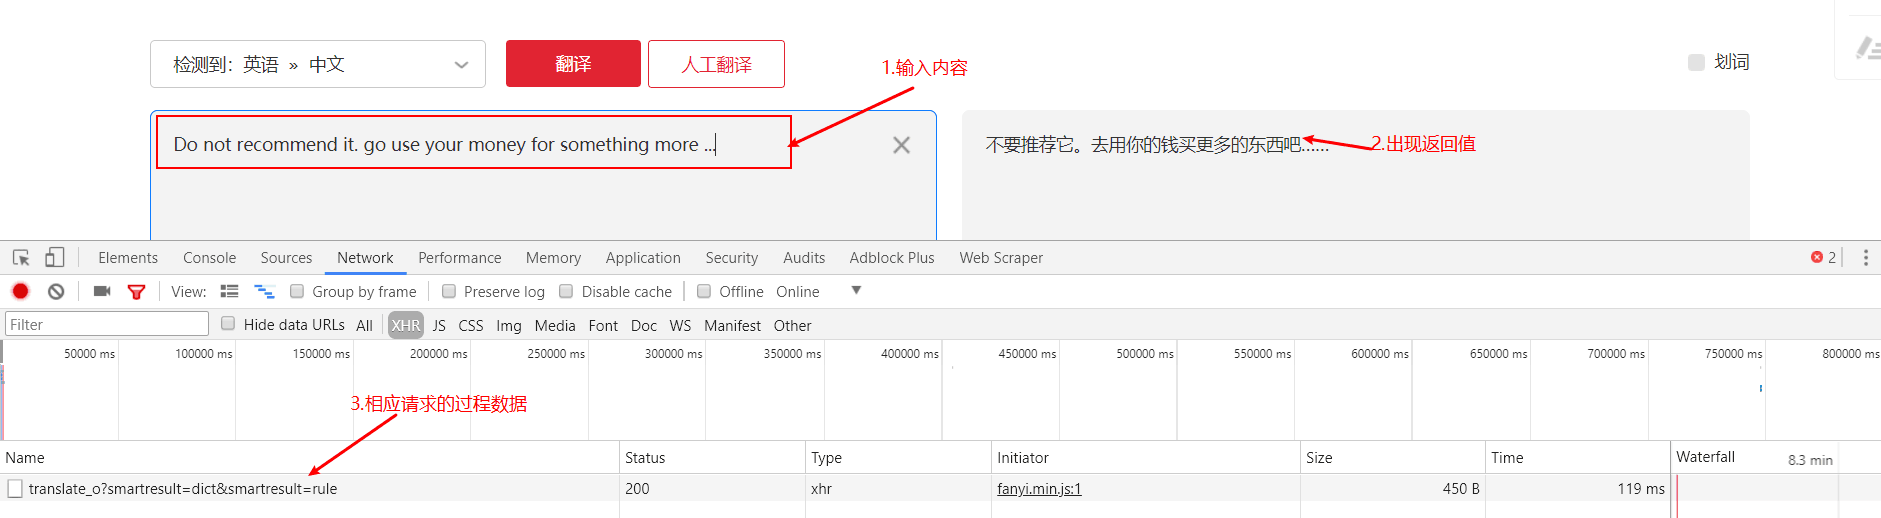 检测到：英语 » 中文
翻译
人工翻译
1.输入内容
划词
Do not recommend it. go use your money for something more ...
不要推荐它。去用你的钱买更多的东西吧……
2.出现返回值
Elements Console Sources Network Performance Memory Application Security Audits Adblock Plus Web Scraper 2
View: Group by frame Preserve log Disable cache Offline Online
Filter Hide data URLs All XHR JS CSS Img Media Font Doc WS Manifest Other
50000 ms 100000 ms 150000 ms 200000 ms 250000 ms 300000 ms 350000 ms 400000 ms 450000 ms 500000 ms 550000 ms 600000 ms 650000 ms 700000 ms 750000 ms 800000 ms
3.相应请求的过程数据
Name Status Type Initiator Size Time Waterfall 8.3 min
translate_o?smartresult=dict&smartresult=rule 200 xhr fanyi.min.js:1 450 B 119 ms